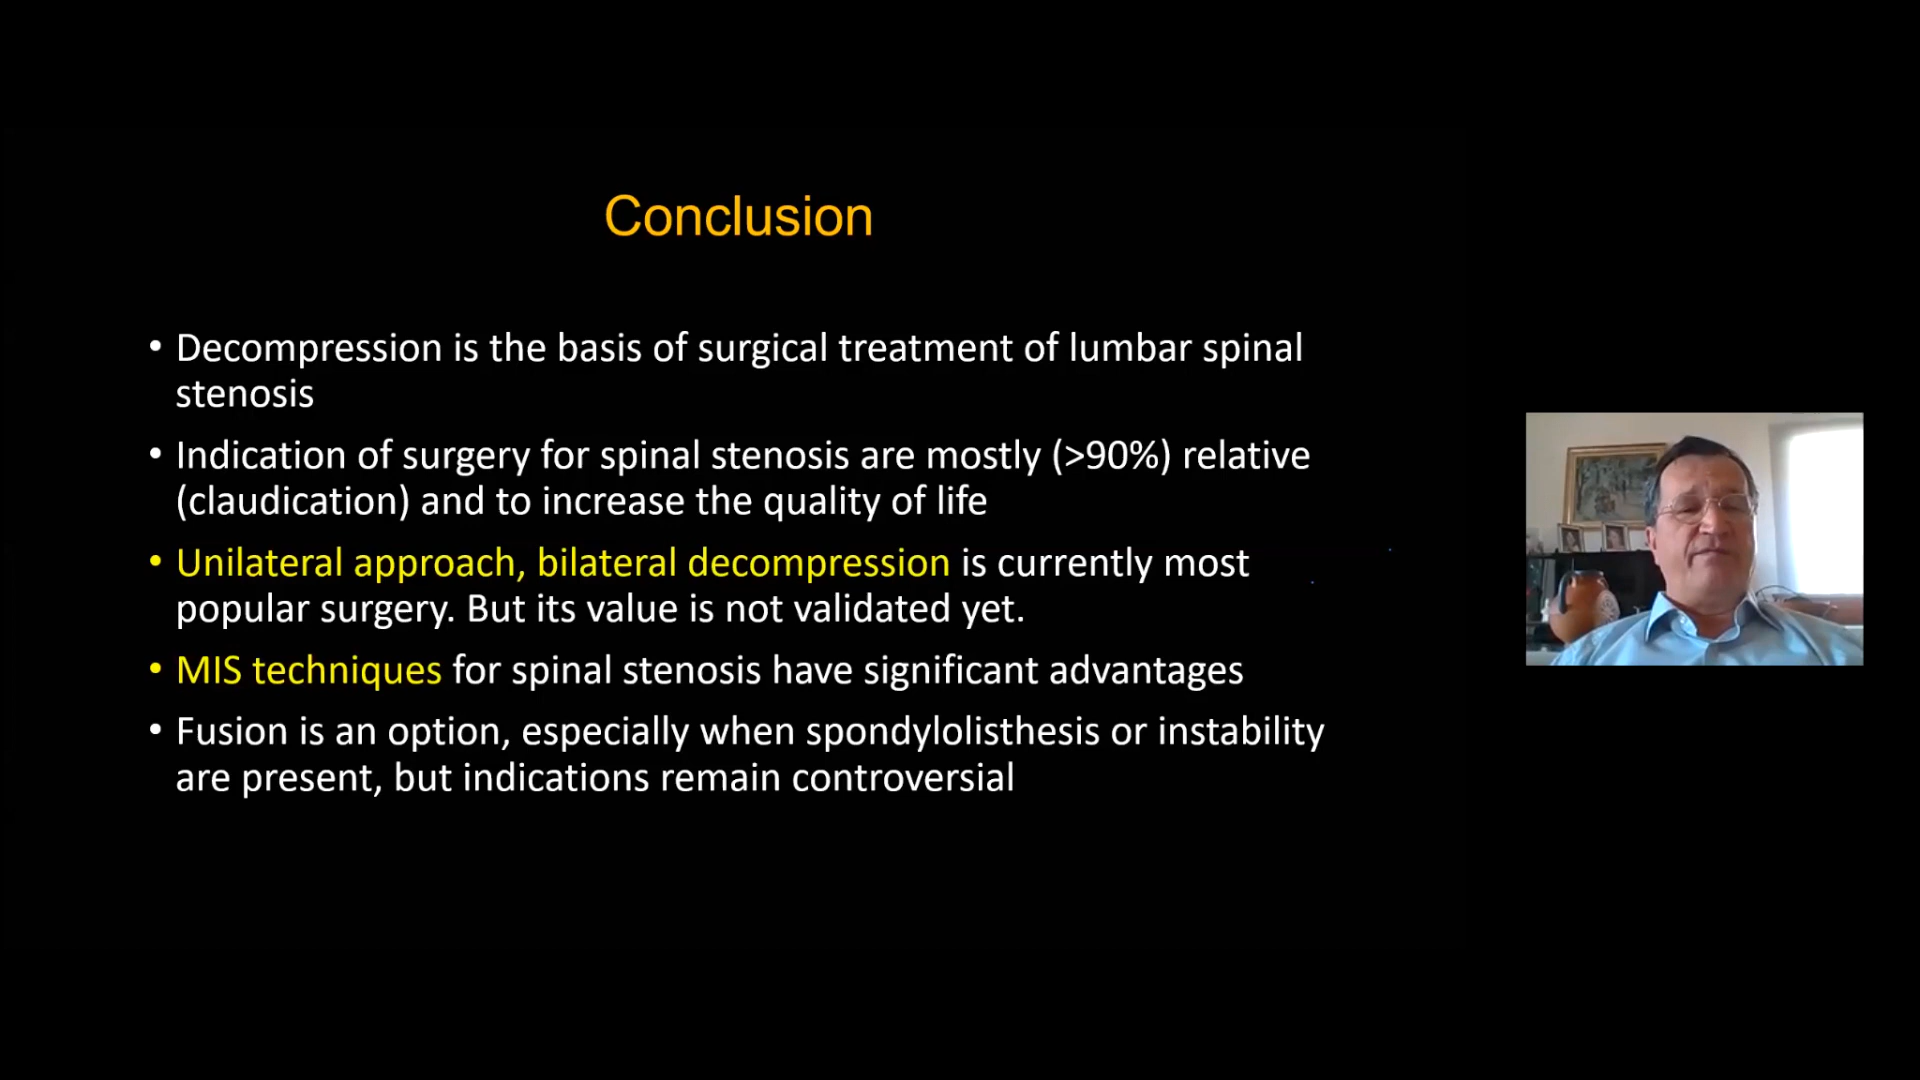 Conclusion
• Decompression is the basis of surgical treatment of lumbar spinal
stenosis
• Indication of surgery for spinal stenosis are mostly (>90%) relative
(claudication) and to increase the quality of life
• Unilateral approach, bilateral decompression is currently most
popular surgery. But its value is not validated yet.
• MIS techniques for spinal stenosis have significant advantages
• Fusion is an option, especially when spondylolisthesis or instability
are present, but indications remain controversial